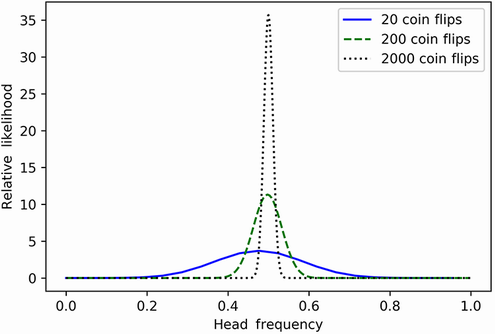 20 coin flips
200 coin flips
2000 coin flips
Relative likelihood
35
30
25
20
15
10
5
0
0.0 0.2 0.4 0.6 0.8 1.0
Head frequency